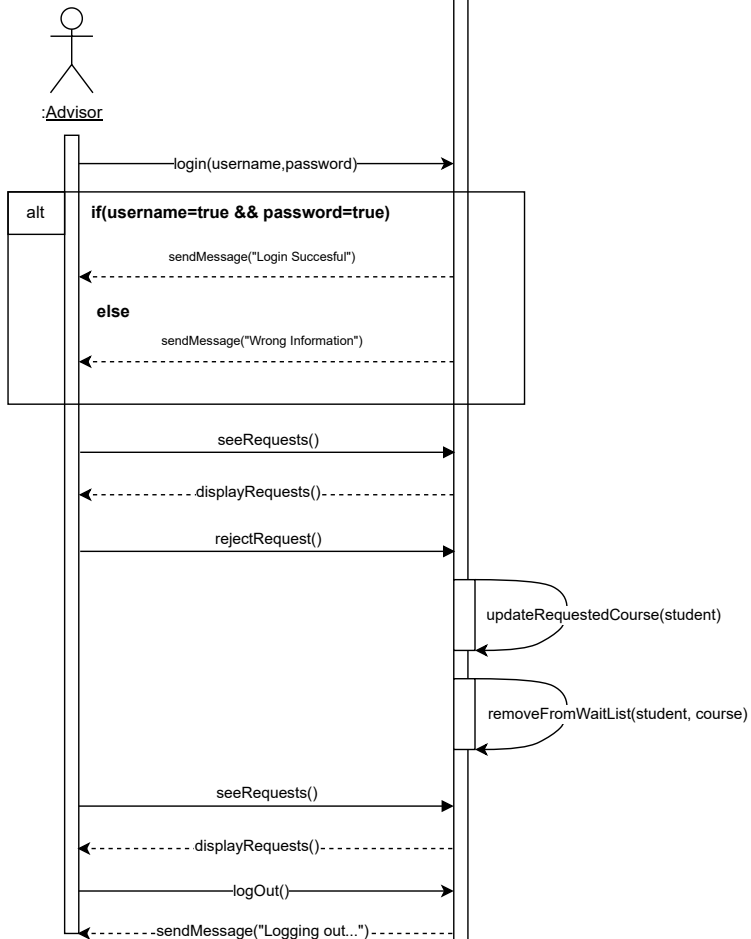 :Advisor
login(username,password)
alt
if(username=true && password=true)
sendMessage("Login Succesful")
else
sendMessage("Wrong Information")
seeRequests()
displayRequests()
rejectRequest()
updateRequestedCourse(student)
removeFromWaitList(student, course)
seeRequests()
displayRequests()
logOut()
sendMessage("Logging out...")